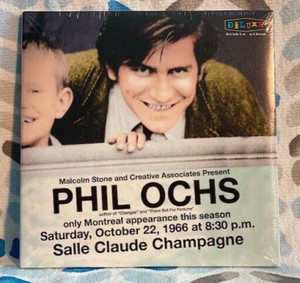 DELUXE
double-album
Malcolm Stone and Creative Associates Present
PHIL OCHS
author of "Changes" and "There But For Fortune"
only Montreal appearance this season
Saturday, October 22, 1966 at 8:30 p.m.
Salle Claude Champagne